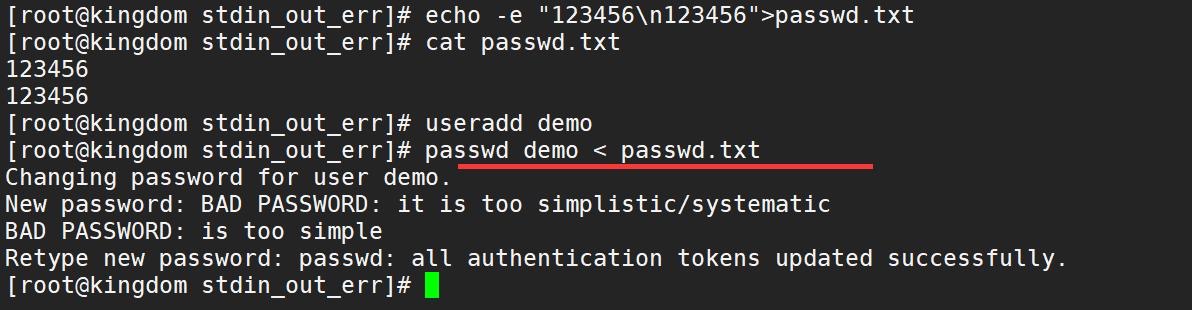 [root@kingdom stdin_out_err]# echo -e "123456\n123456">passwd.txt
[root@kingdom stdin_out_err]# cat passwd.txt
123456
123456
[root@kingdom stdin_out_err]# useradd demo
[root@kingdom stdin_out_err]# passwd demo < passwd.txt
Changing password for user demo.
New password: BAD PASSWORD: it is too simplistic/systematic
BAD PASSWORD: is too simple
Retype new password: passwd: all authentication tokens updated successfully.
[root@kingdom stdin_out_err]#